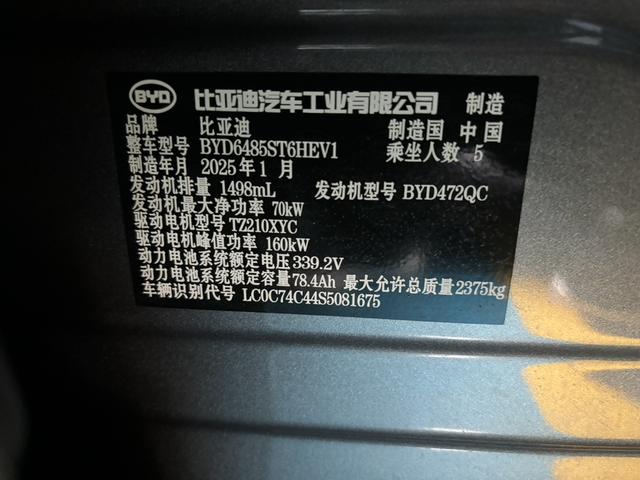 BYD 比亚迪汽车工业有限公司 制造
品牌 比亚迪 制造国 中国
整车型号 BYD6485ST6HEV1 乘坐人数 5
制造年月 2025年1月
发动机排量 1498mL 发动机型号 BYD472QC
发动机最大净功率 70kW
驱动电机型号 TZ210XYC
驱动电机峰值功率 160kW
动力电池系统额定电压 339.2V
动力电池系统额定容量 78.4Ah 最大允许总质量 2375kg
车辆识别代号 LC0C74C44S5081675